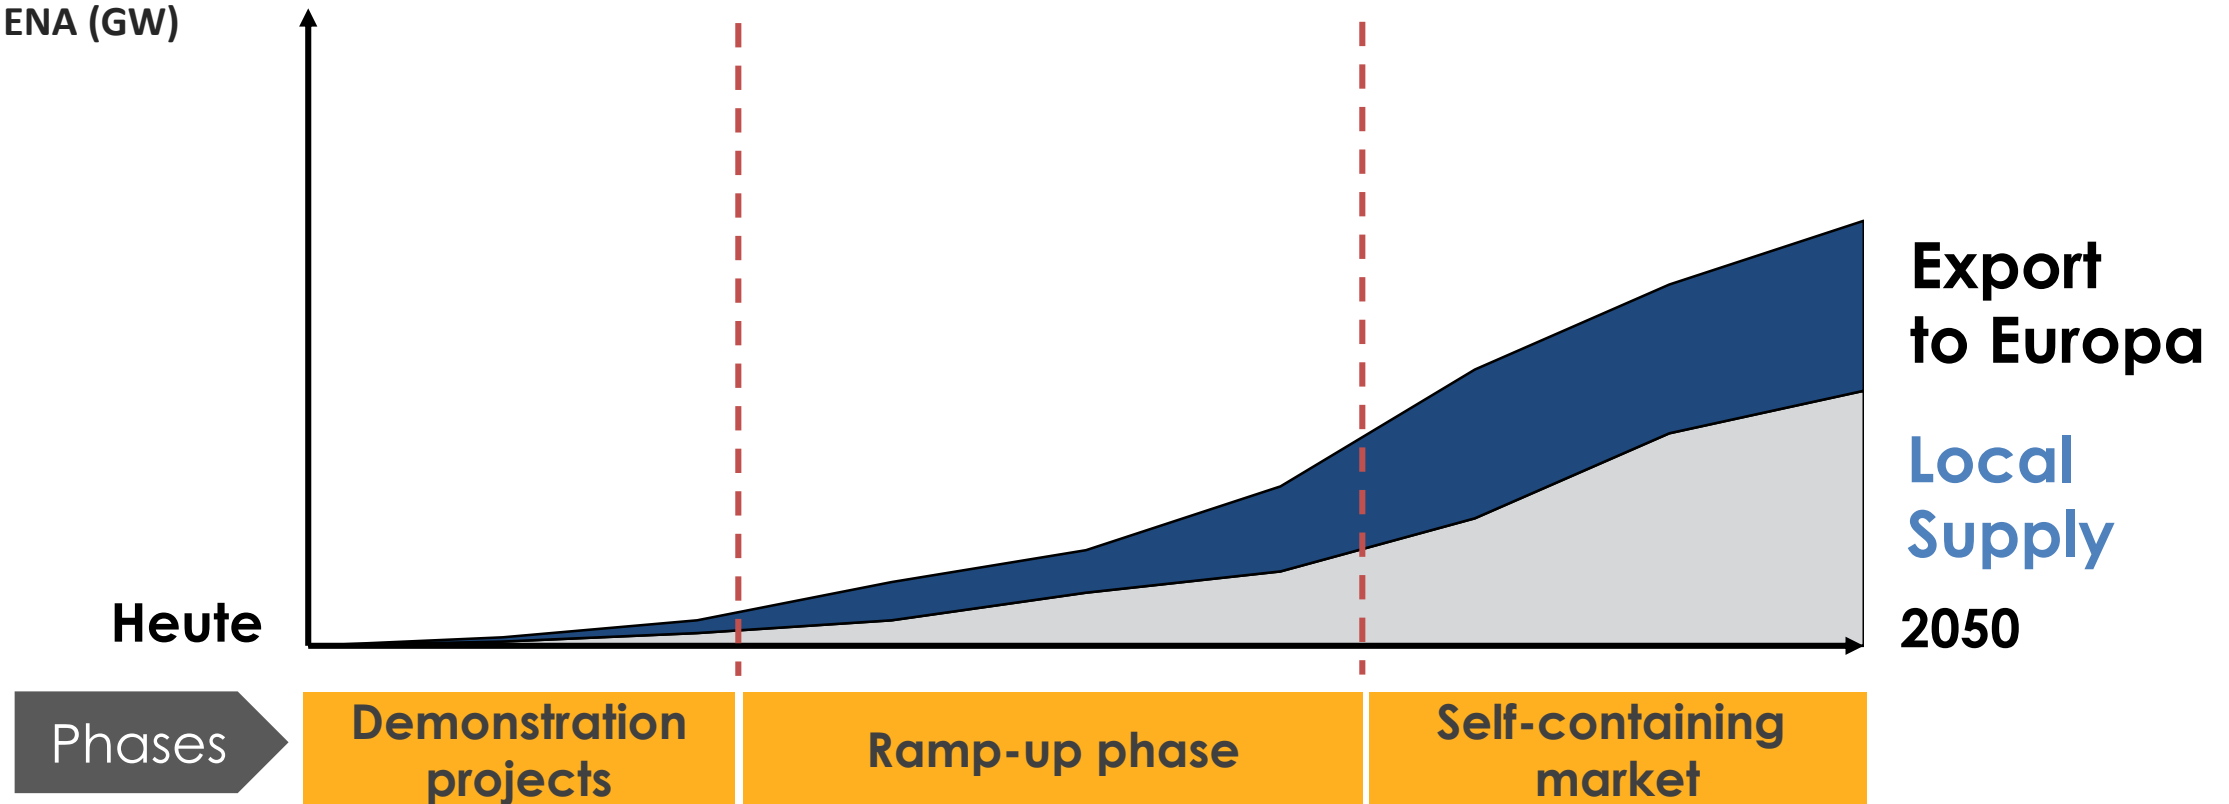 ENA (GW)
Export
to Europa
Local
Supply
Heute
2050
Phases
Demonstration
projects
Ramp-up phase
Self-containing
market